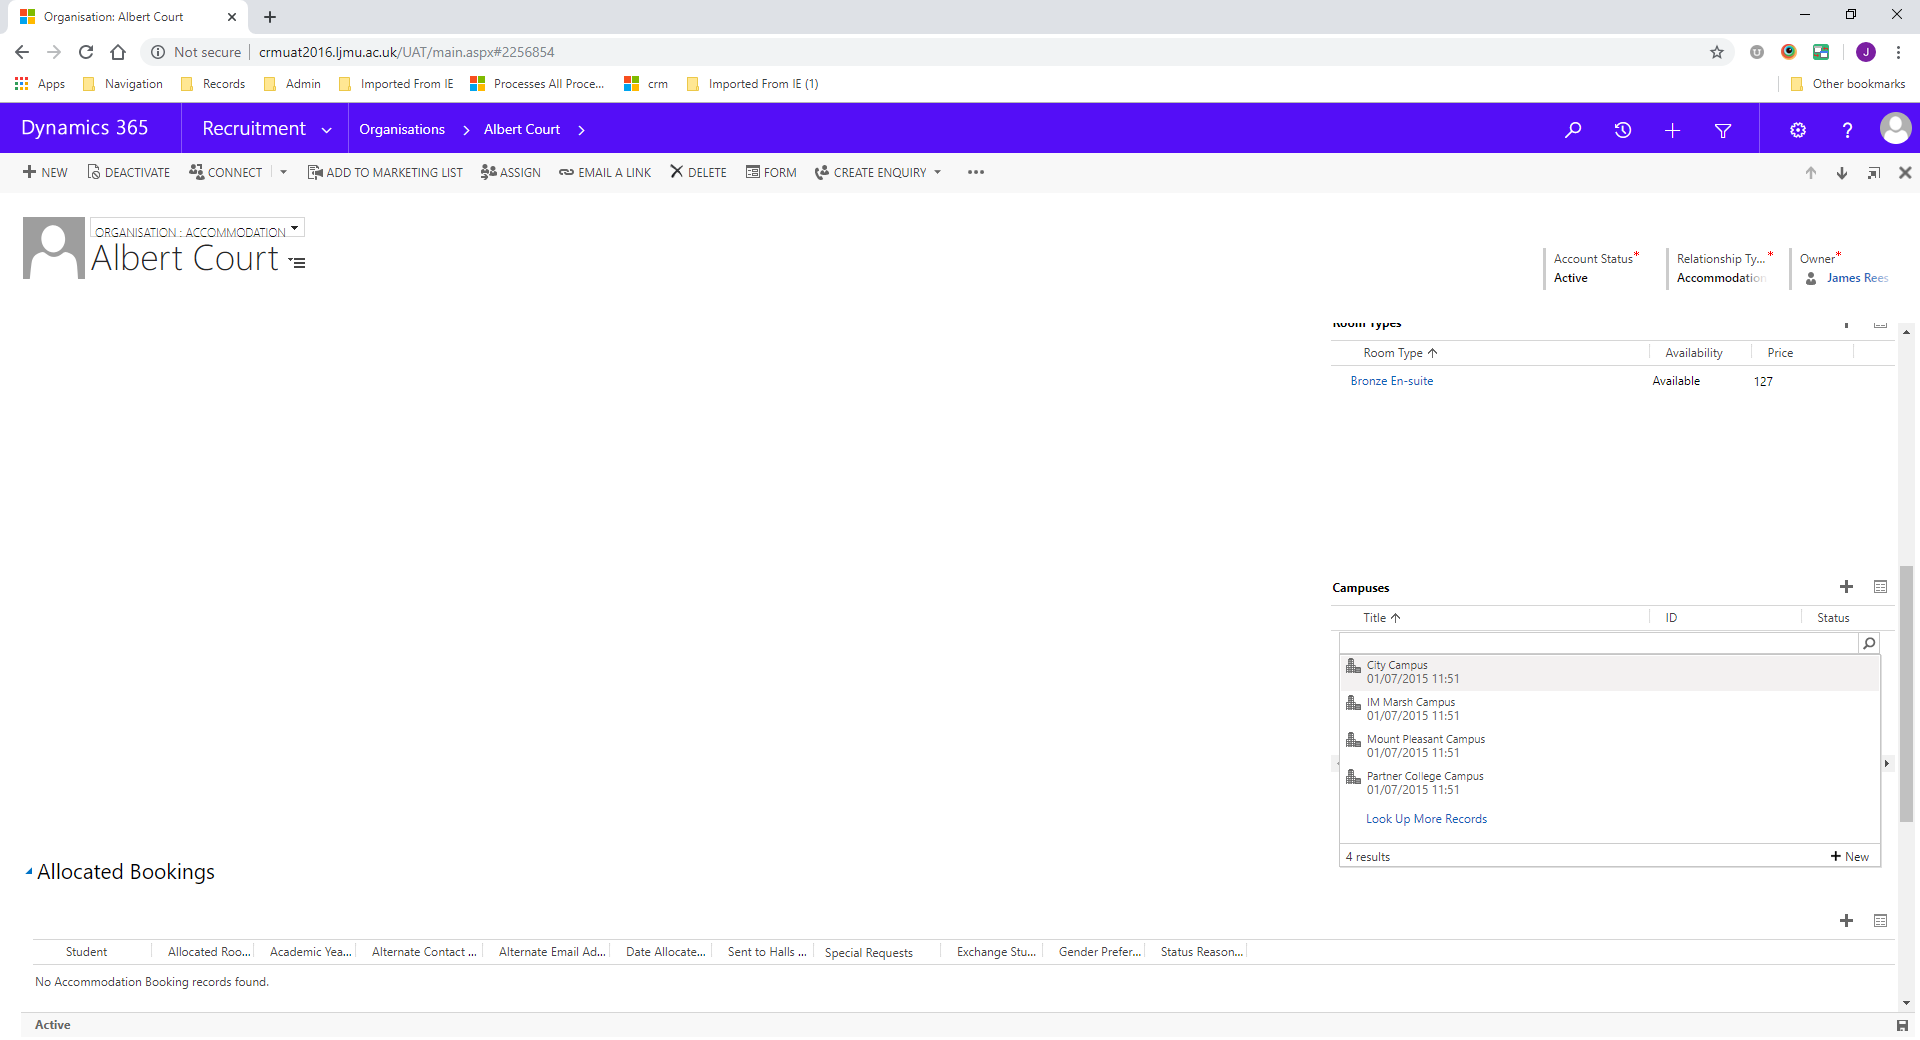 Organisation: Albert Court
Not secure | crmuat2016.ljmu.ac.uk/UAT/main.aspx#2256854
J
Apps Navigation Records Admin Imported From IE Processes All Proce... crm Imported From IE (1) Other bookmarks
Dynamics 365 Recruitment Organisations Albert Court
NEW DEACTIVATE CONNECT ADD TO MARKETING LIST ASSIGN EMAIL A LINK DELETE FORM CREATE ENQUIRY
ORGANISATION : ACCOMMODATION
Albert Court
Account Status* Relationship Ty...* Owner*
Active Accommodation James Rees
Room Types
Room Type Availability Price
Bronze En-suite Available 127
Campuses
Title ID Status
City Campus
01/07/2015 11:51
IM Marsh Campus
01/07/2015 11:51
Mount Pleasant Campus
01/07/2015 11:51
Partner College Campus
01/07/2015 11:51
Look Up More Records
4 results + New
Allocated Bookings
Student Allocated Roo... Academic Yea... Alternate Contact ... Alternate Email Ad... Date Allocate... Sent to Halls ... Special Requests Exchange Stu... Gender Prefer... Status Reason...
No Accommodation Booking records found.
Active